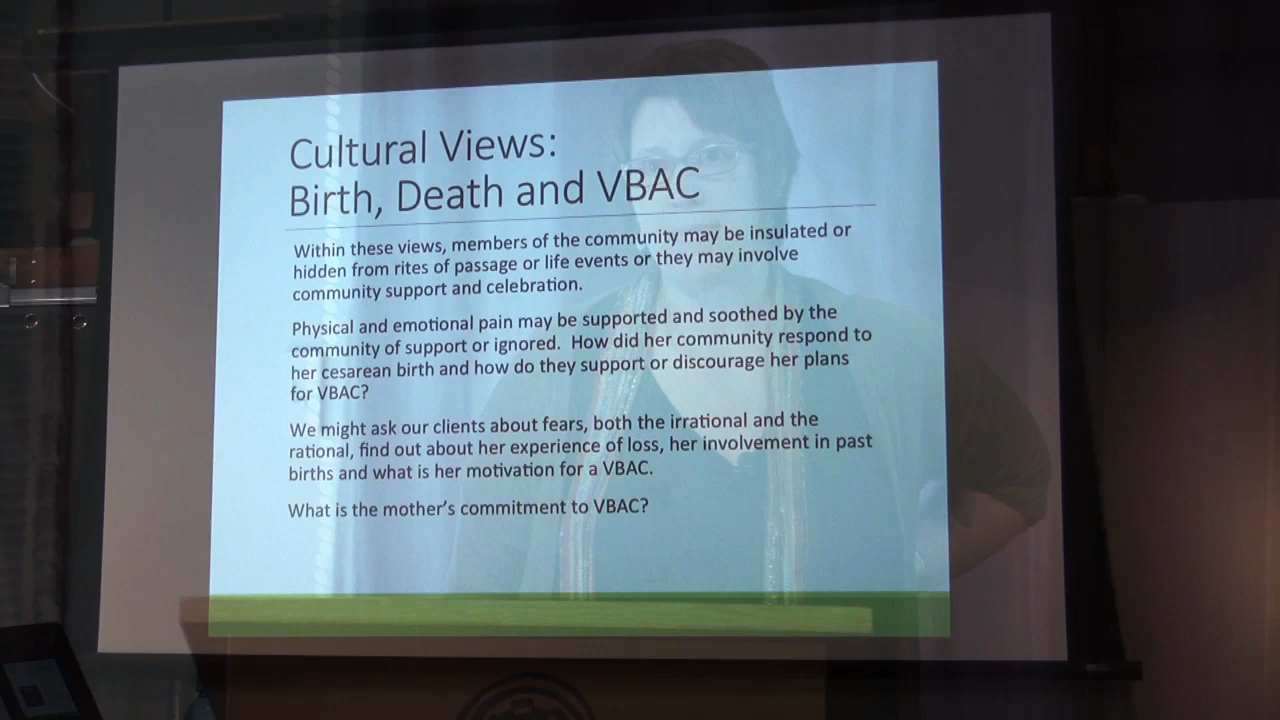 Cultural Views:
Birth, Death and VBAC
Within these views, members of the community may be insulated or
hidden from rites of passage or life events or they may involve
community support and celebration.
Physical and emotional pain may be supported and soothed by the
community of support or ignored.  How did her community respond to
her cesarean birth and how do they support or discourage her plans
for VBAC?
We might ask our clients about fears, both the irrational and the
rational, find out about her experience of loss, her involvement in past
births and what is her motivation for a VBAC.
What is the mother's commitment to VBAC?